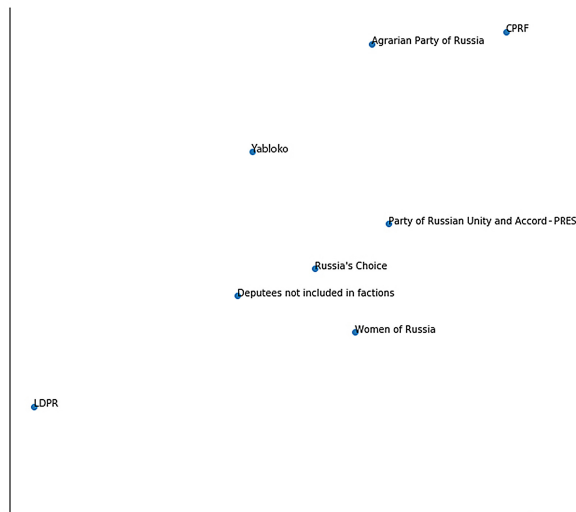 CPRF
Agrarian Party of Russia
Yabloko
Party of Russian Unity and Accord-PRES
Russia's Choice
Deputees not included in factions
Women of Russia
LDPR